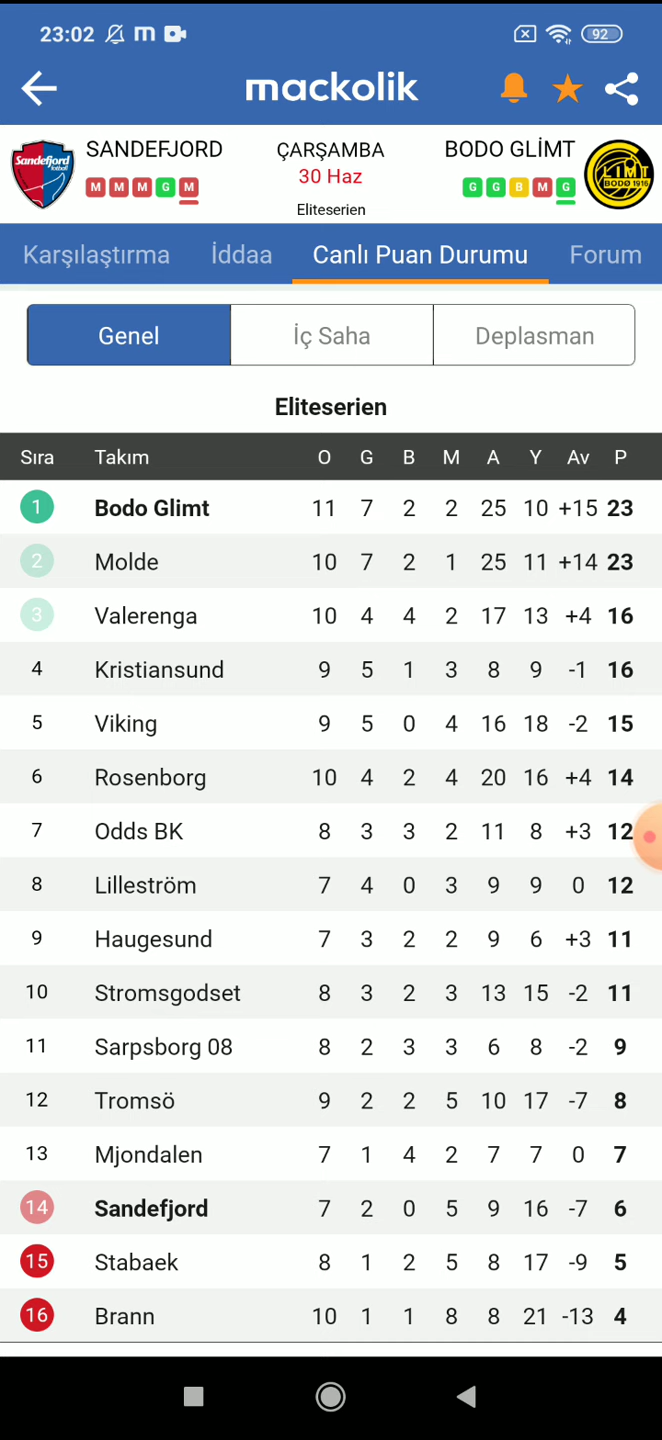 23:02 m 92
mackolik
SANDEFJORD ÇARŞAMBA BODO GLİMT
Sandefjord fotball M M M G M 30 Haz G G B M G LIMT BODØ 1916
Eliteserien
Karşılaştırma İddaa Canlı Puan Durumu Forum
Genel İç Saha Deplasman
Eliteserien
Sıra Takım O G B M A Y Av P
1 Bodo Glimt 11 7 2 2 25 10 +15 23
2 Molde 10 7 2 1 25 11 +14 23
3 Valerenga 10 4 4 2 17 13 +4 16
4 Kristiansund 9 5 1 3 8 9 -1 16
5 Viking 9 5 0 4 16 18 -2 15
6 Rosenborg 10 4 2 4 20 16 +4 14
7 Odds BK 8 3 3 2 11 8 +3 12
8 Lilleström 7 4 0 3 9 9 0 12
9 Haugesund 7 3 2 2 9 6 +3 11
10 Stromsgodset 8 3 2 3 13 15 -2 11
11 Sarpsborg 08 8 2 3 3 6 8 -2 9
12 Tromsö 9 2 2 5 10 17 -7 8
13 Mjondalen 7 1 4 2 7 7 0 7
14 Sandefjord 7 2 0 5 9 16 -7 6
15 Stabaek 8 1 2 5 8 17 -9 5
16 Brann 10 1 1 8 8 21 -13 4